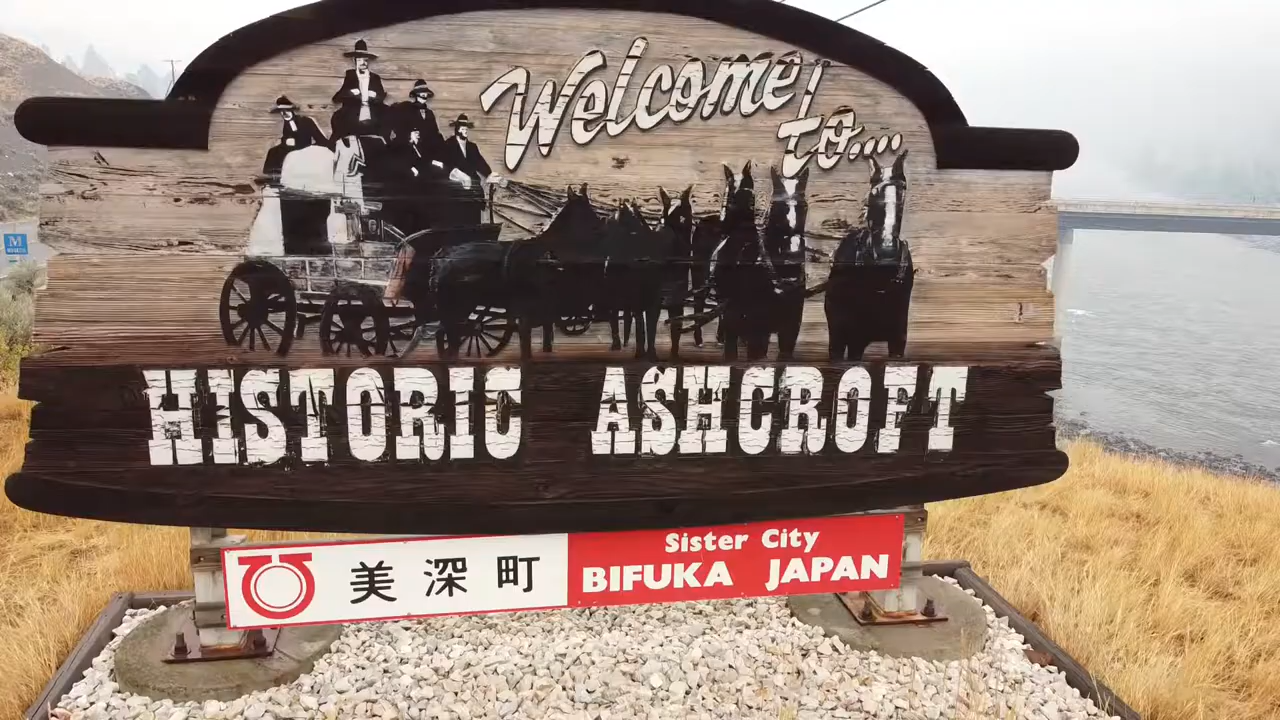 Welcome
to....
HISTORIC ASHCROFT
美深町
Sister City
BIFUKA JAPAN
M